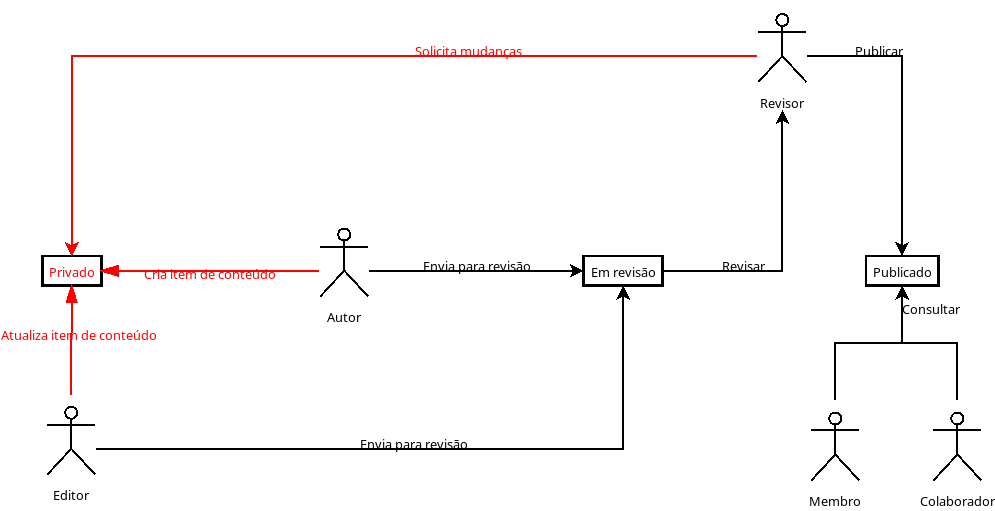 Solicita mudanças
Publicar
Revisor
Privado
Cria item de conteúdo
Envia para revisão
Em revisão
Revisar
Publicado
Autor
Consultar
Atualiza item de conteúdo
Envia para revisão
Editor
Membro
Colaborador